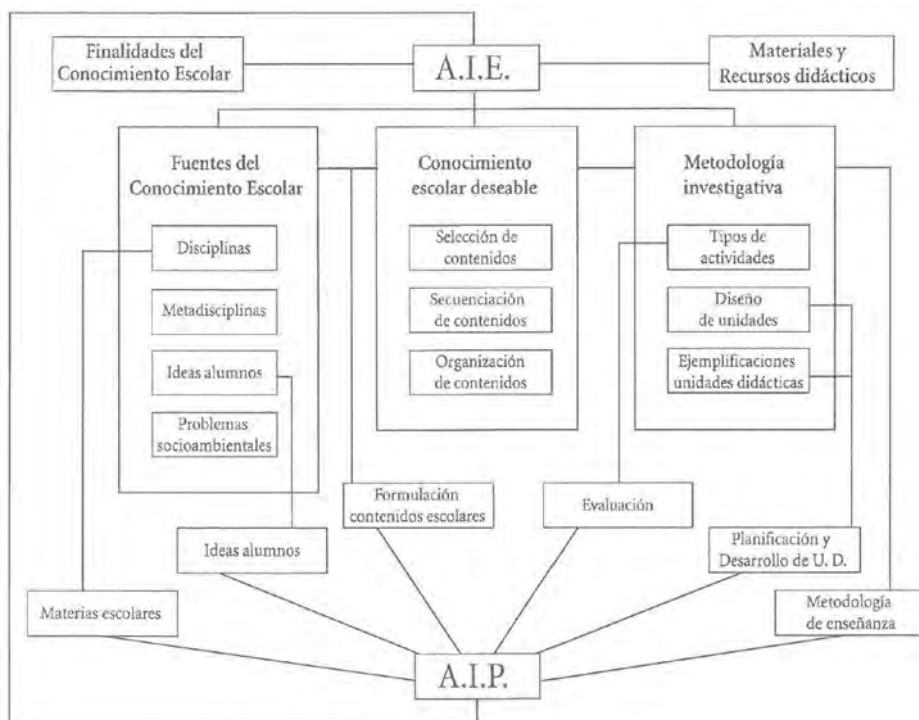 Finalidades del
Conocimiento Escolar
A.I.E.
Materiales y
Recursos didácticos
Fuentes del
Conocimiento Escolar
Disciplinas
Metadisciplinas
Ideas alumnos
Problemas
socioambientales
Conocimiento
escolar deseable
Selección de
contenidos
Secuenciación
de contenidos
Organización
de contenidos
Metodología
investigativa
Tipos de
actividades
Diseño
de unidades
Ejemplificaciones
unidades didácticas
Formulación
contenidos escolares
Evaluación
Ideas alumnos
Planificación y
Desarrollo de U. D.
Materias escolares
Metodología
de enseñanza
A.I.P.